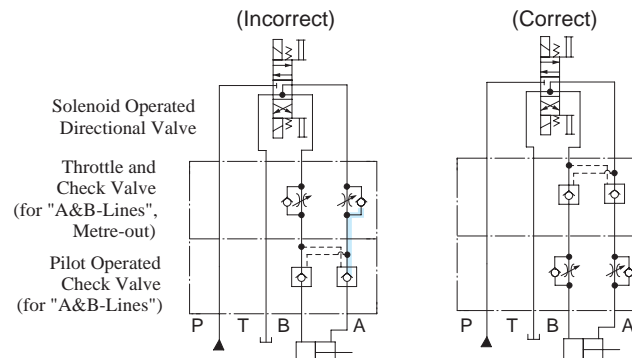 (Incorrect)
(Correct)
Solenoid Operated
Directional Valve
Throttle and
Check Valve
(for "A&B-Lines",
Metre-out)
Pilot Operated
Check Valve
(for "A&B-Lines")
P T B A
P T B A